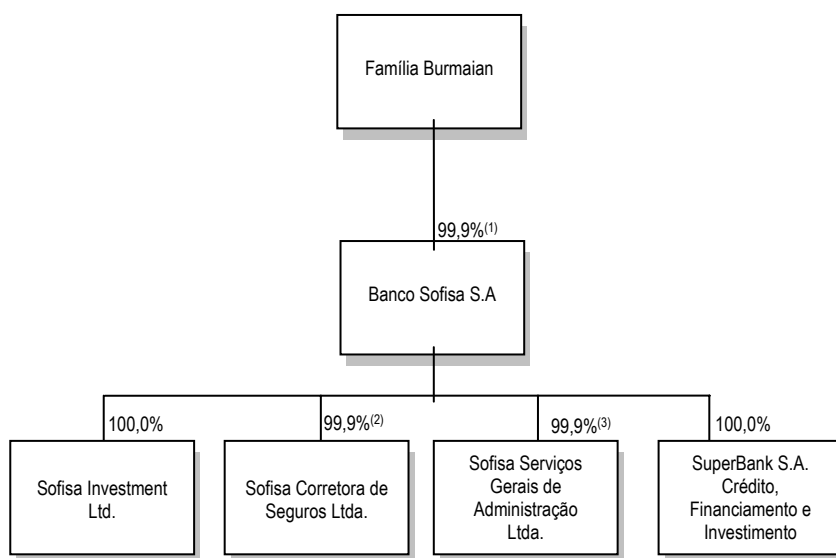 Família Burmaian
99,9%(1)
Banco Sofisa S.A
100,0%
99,9%(2)
99,9%(3)
100,0%
Sofisa Investment
Ltd.
Sofisa Corretora de
Seguros Ltda.
Sofisa Serviços
Gerais de
Administração
Ltda.
SuperBank S.A.
Crédito,
Financiamento e
Investimento